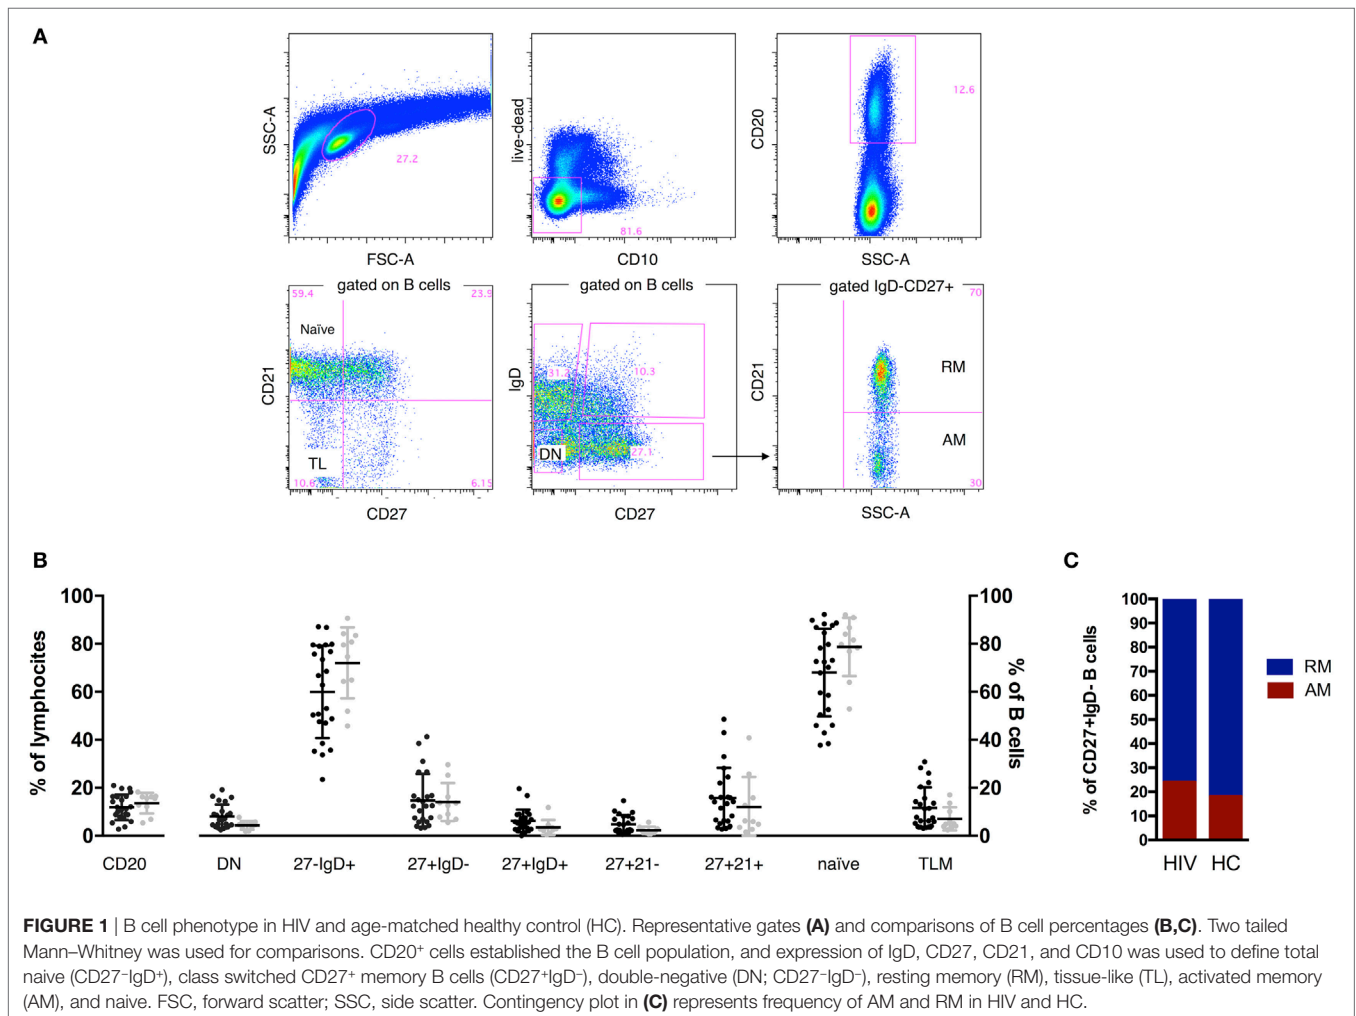 A
SSC-A
27.2
FSC-A
live-dead
81.6
CD10
CD20
12.6
SSC-A
gated on B cells
59.4
23.9
Naïve
CD21
TL
10.6
6.15
CD27
gated on B cells
IgD
10.3
DN
27.1
CD27
gated IgD-CD27+
70
CD21
RM
AM
30
SSC-A
B
% of lymphocites
100
80
60
40
20
0
100
80
60
40
20
0
% of B cells
CD20 DN 27-IgD+ 27+IgD- 27+IgD+ 27+21- 27+21+ naïve TLM
C
% of CD27+IgD- B cells
100
90
80
70
60
50
40
30
20
10
0
HIV HC
RM
AM
FIGURE 1 | B cell phenotype in HIV and age-matched healthy control (HC). Representative gates (A) and comparisons of B cell percentages (B,C). Two tailed
Mann–Whitney was used for comparisons. CD20⁺ cells established the B cell population, and expression of IgD, CD27, CD21, and CD10 was used to define total
naive (CD27⁻IgD⁺), class switched CD27⁺ memory B cells (CD27⁺IgD⁻), double-negative (DN; CD27⁻IgD⁻), resting memory (RM), tissue-like (TL), activated memory
(AM), and naive. FSC, forward scatter; SSC, side scatter. Contingency plot in (C) represents frequency of AM and RM in HIV and HC.